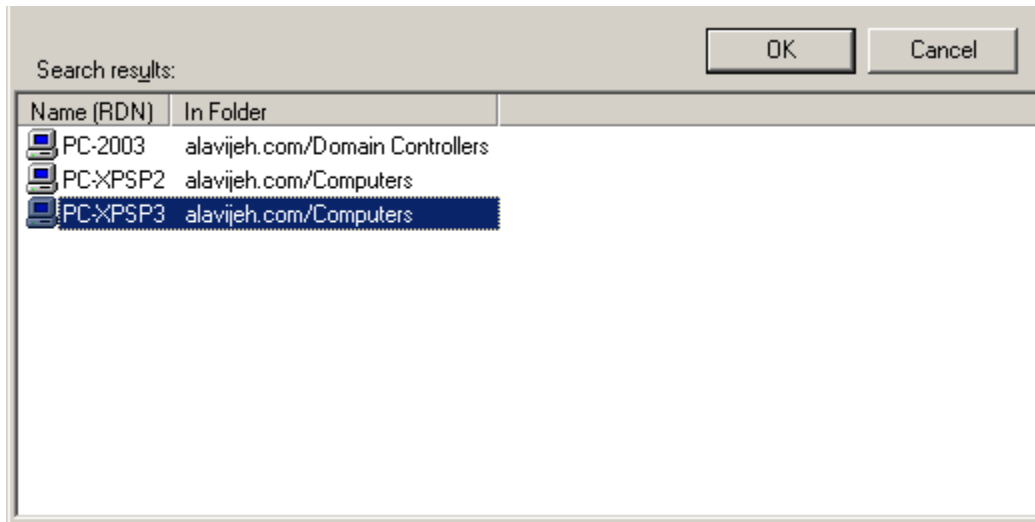 OK Cancel
Search results:
Name (RDN) In Folder
PC-2003 alavijeh.com/Domain Controllers
PC-XPSP2 alavijeh.com/Computers
PC-XPSP3 alavijeh.com/Computers